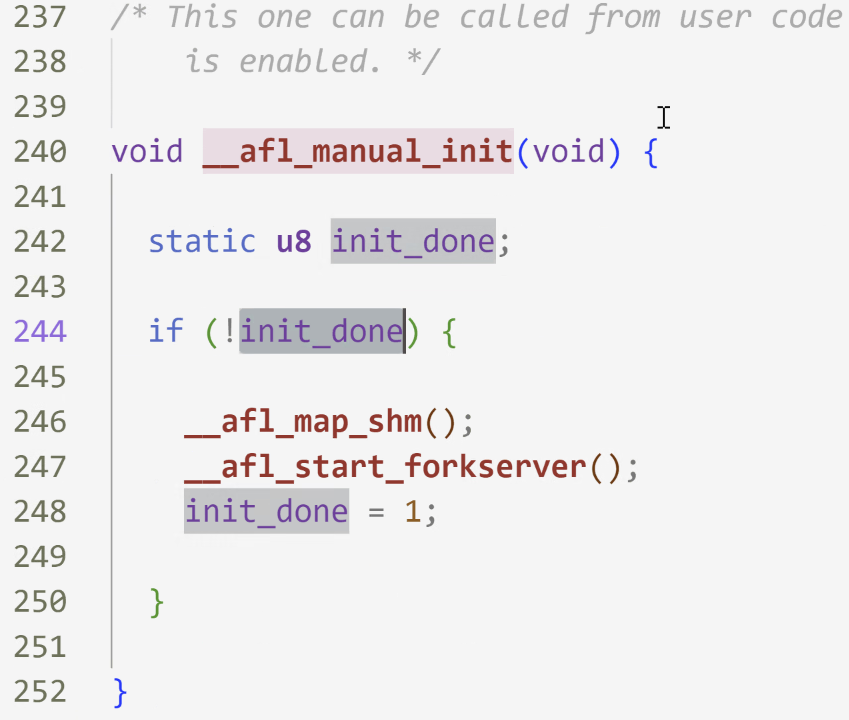 237 /* This one can be called from user code
238 is enabled. */
239
240 void __afl_manual_init(void) {
241
242 static u8 init_done;
243
244 if (!init_done) {
245
246 __afl_map_shm();
247 __afl_start_forkserver();
248 init_done = 1;
249
250 }
251
252 }